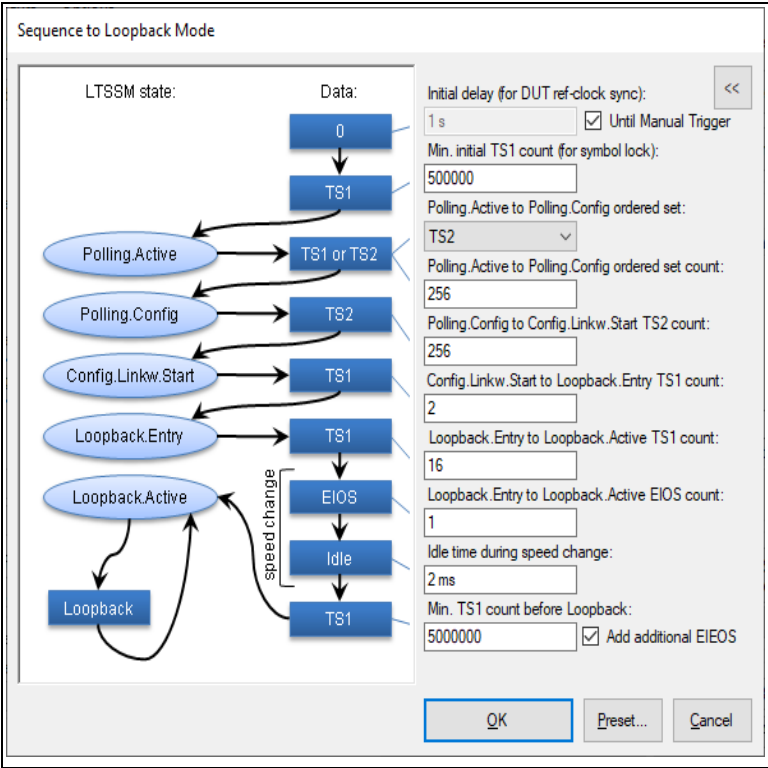 Sequence to Loopback Mode
LTSSM state:
Data:
0
TS1
Polling.Active
TS1 or TS2
Polling.Config
TS2
Config.Linkw.Start
TS1
Loopback.Entry
TS1
Loopback.Active
speed change
EIOS
Idle
Loopback
TS1
<<
Initial delay (for DUT ref-clock sync):
1 s
Until Manual Trigger
Min. initial TS1 count (for symbol lock):
500000
Polling.Active to Polling.Config ordered set:
TS2
Polling.Active to Polling.Config ordered set count:
256
Polling.Config to Config.Linkw.Start TS2 count:
256
Config.Linkw.Start to Loopback.Entry TS1 count:
2
Loopback.Entry to Loopback.Active TS1 count:
16
Loopback.Entry to Loopback.Active EIOS count:
1
Idle time during speed change:
2 ms
Min. TS1 count before Loopback:
5000000
Add additional EIEOS
OK
Preset...
Cancel